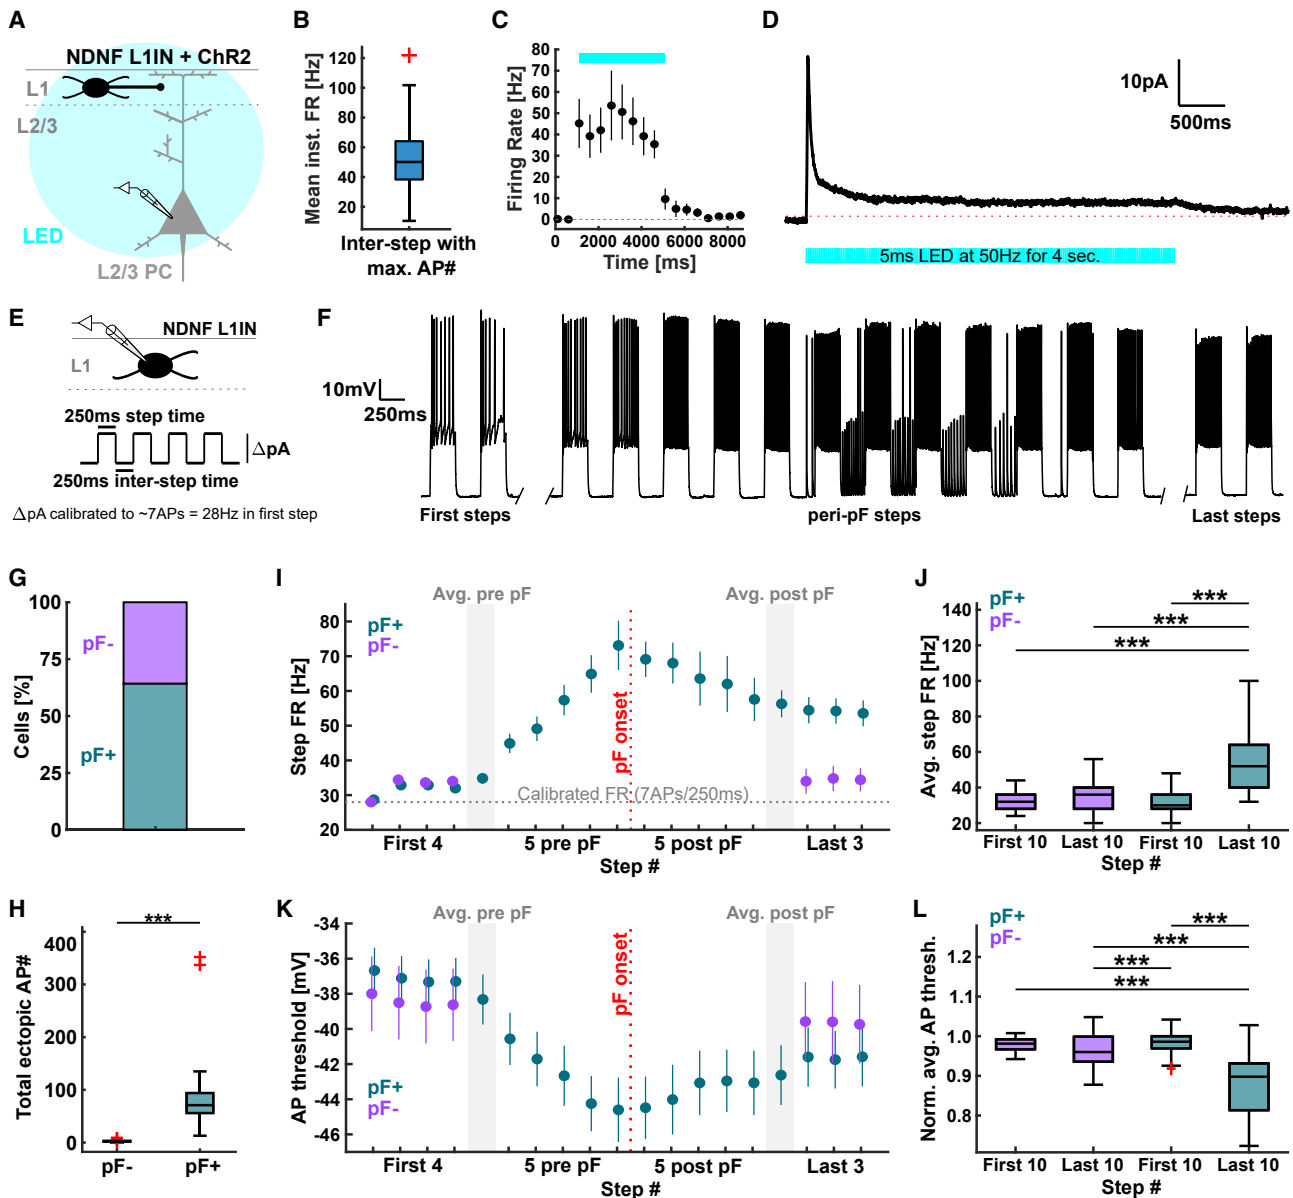 A
NDNF L1IN + ChR2
L1
L2/3
LED
L2/3 PC
B
Mean inst. FR [Hz]
120
100
80
60
40
20
Inter-step with
max. AP#
C
Firing Rate [Hz]
80
70
60
50
40
30
20
10
0
2000 4000 6000 8000
Time [ms]
D
10pA
500ms
5ms LED at 50Hz for 4 sec.
E
NDNF L1IN
L1
250ms step time
ΔpA
250ms inter-step time
ΔpA calibrated to ~7APs = 28Hz in first step
F
10mV
250ms
First steps
peri-pF steps
Last steps
G
Cells [%]
100
75
50
25
0
pF-
pF+
H
Total ectopic AP#
400
300
200
100
0
***
pF- pF+
I
Avg. pre pF
Avg. post pF
pF+
pF-
Step FR [Hz]
80
70
60
50
40
30
20
pF onset
Calibrated FR (7APs/250ms)
First 4 5 pre pF 5 post pF Last 3
Step #
J
pF+
pF-
***
***
***
Avg. step FR [Hz]
140
120
100
80
60
40
20
First 10 Last 10 First 10 Last 10
Step #
K
Avg. pre pF
Avg. post pF
AP threshold [mV]
-34
-36
-38
-40
-42
-44
-46
pF onset
pF+
pF-
First 4 5 pre pF 5 post pF Last 3
Step #
L
pF+
pF-
***
***
***
***
Norm. avg. AP thresh.
1.2
1.1
1.0
0.9
0.8
First 10 Last 10 First 10 Last 10
Step #